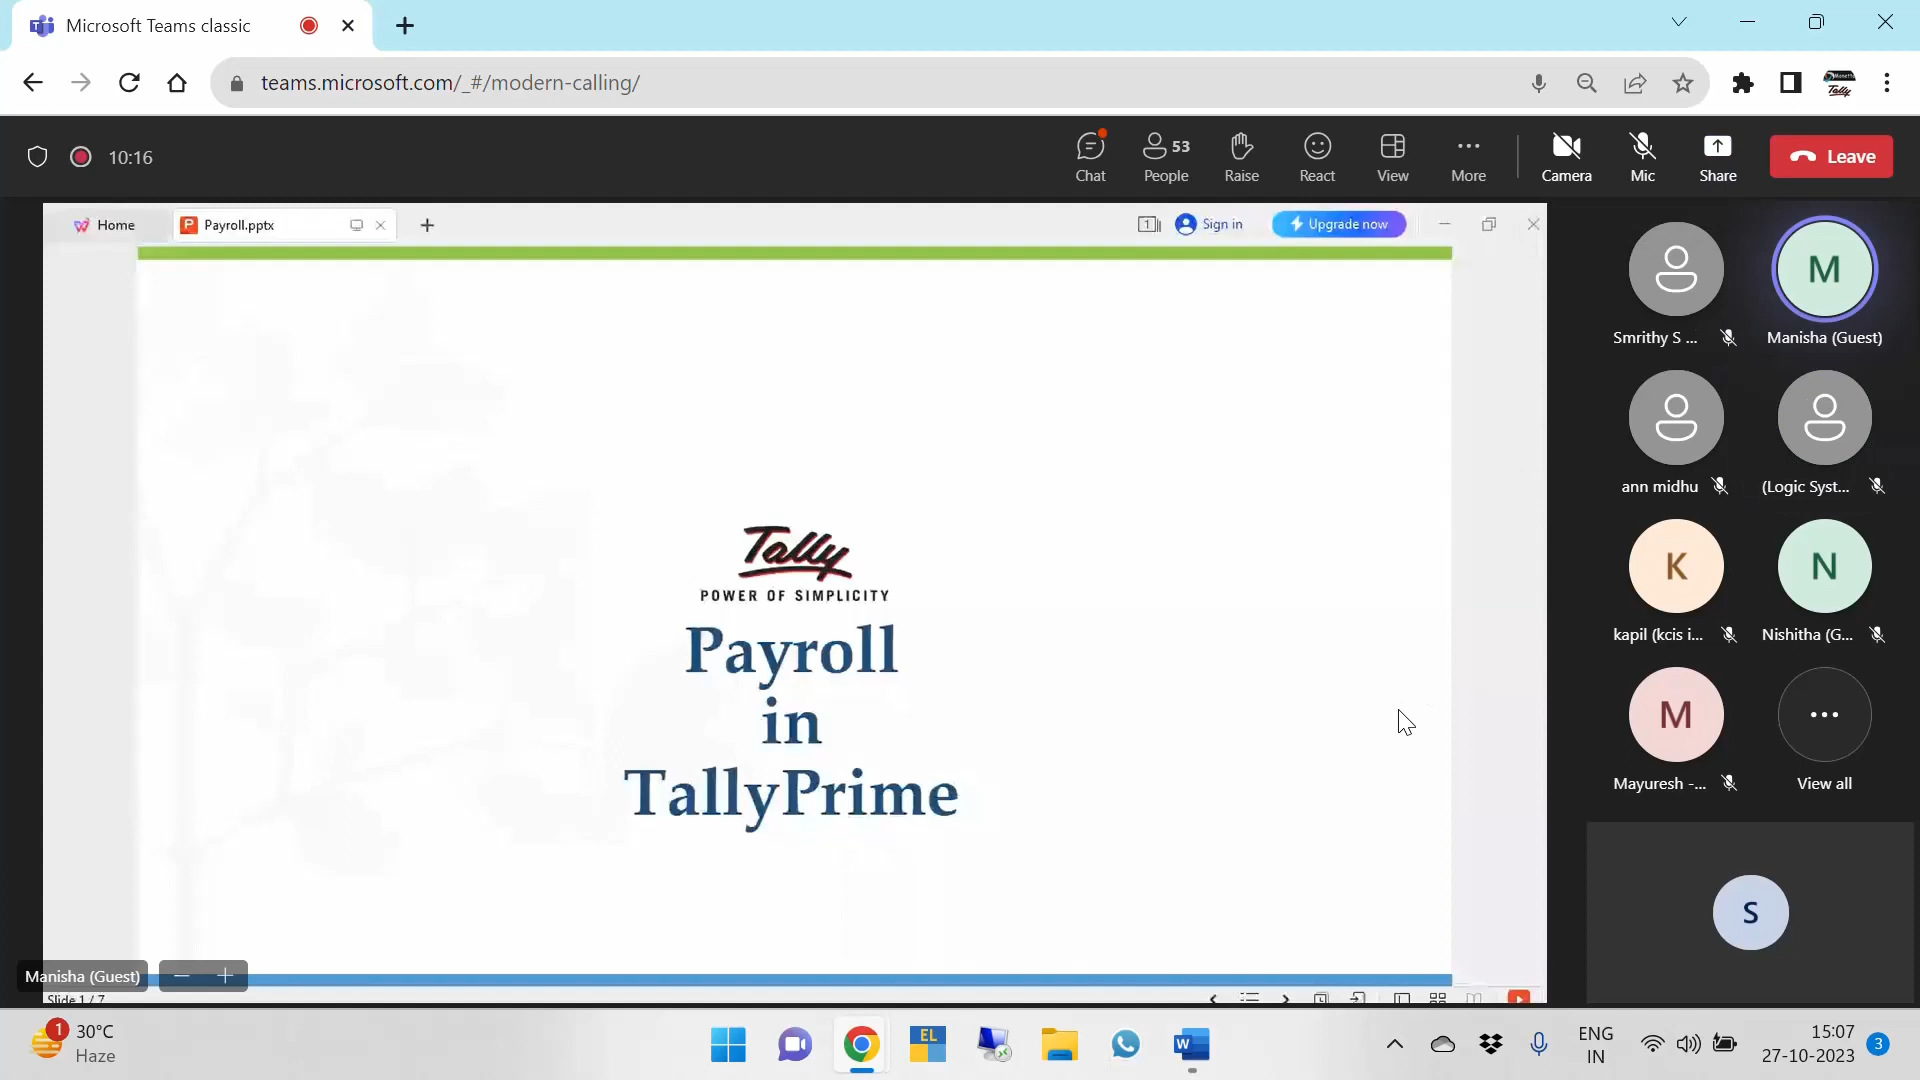 Microsoft Teams classic
teams.microsoft.com/_#/modern-calling/
10:16
Chat
53
People
Raise
React
View
More
Camera
Mic
Share
Leave
Home
Payroll.pptx
1
Sign in
Upgrade now
Tally
POWER OF SIMPLICITY
Payroll
in
TallyPrime
M
Smrithy S ...
Manisha (Guest)
ann midhu
(Logic Syst...
K
N
kapil (kcis i...
Nishitha (G...
M
Mayuresh -...
View all
S
Manisha (Guest)
Slide 1 / 7
1
30°C
Haze
EL
W
ENG
IN
15:07
27-10-2023
3